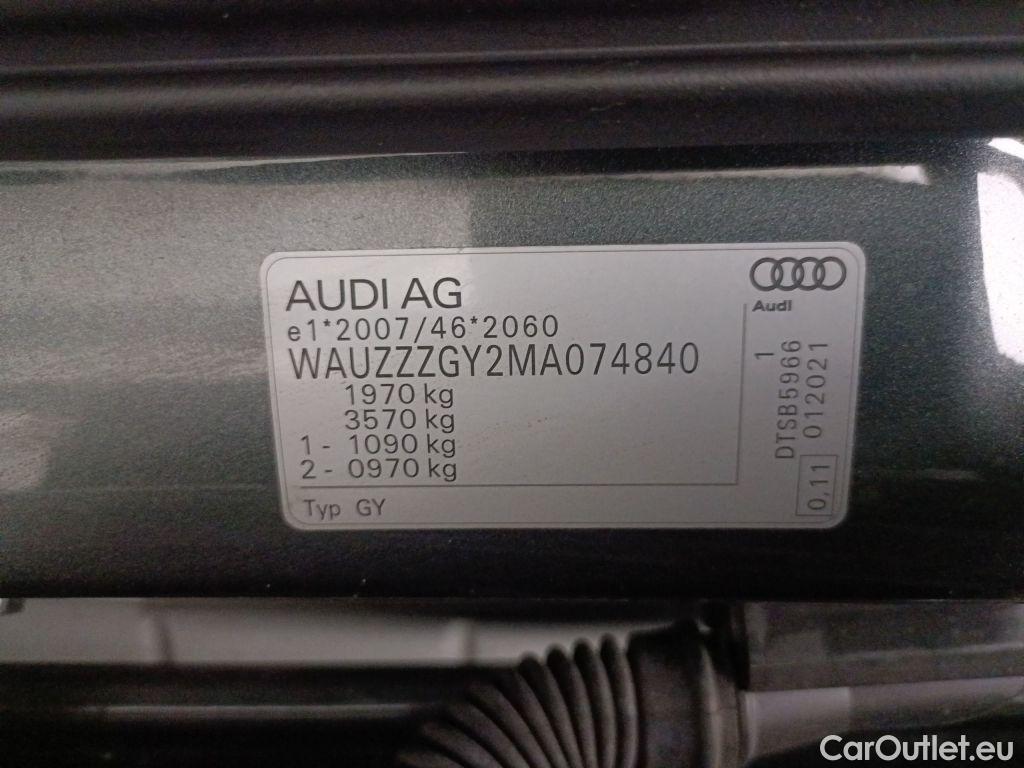 AUDI AG
e1*2007/46*2060
WAUZZZGY2MA074840
1970 kg
3570 kg
1 - 1090 kg
2 - 0970 kg
Typ GY
Audi
1
DTSB5966
012021
0,11
CarOutlet.eu